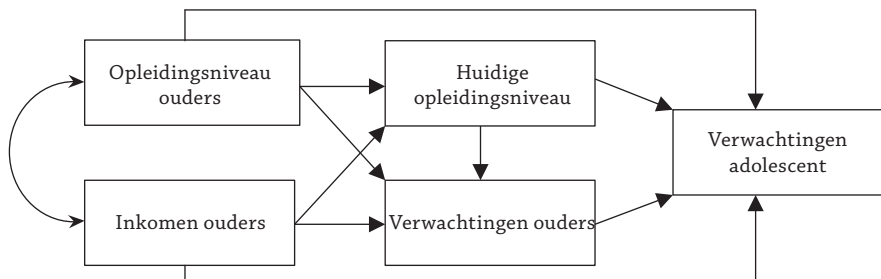 Opleidingsniveau
ouders
Huidige
opleidingsniveau
Verwachtingen
adolescent
Inkomen ouders
Verwachtingen ouders